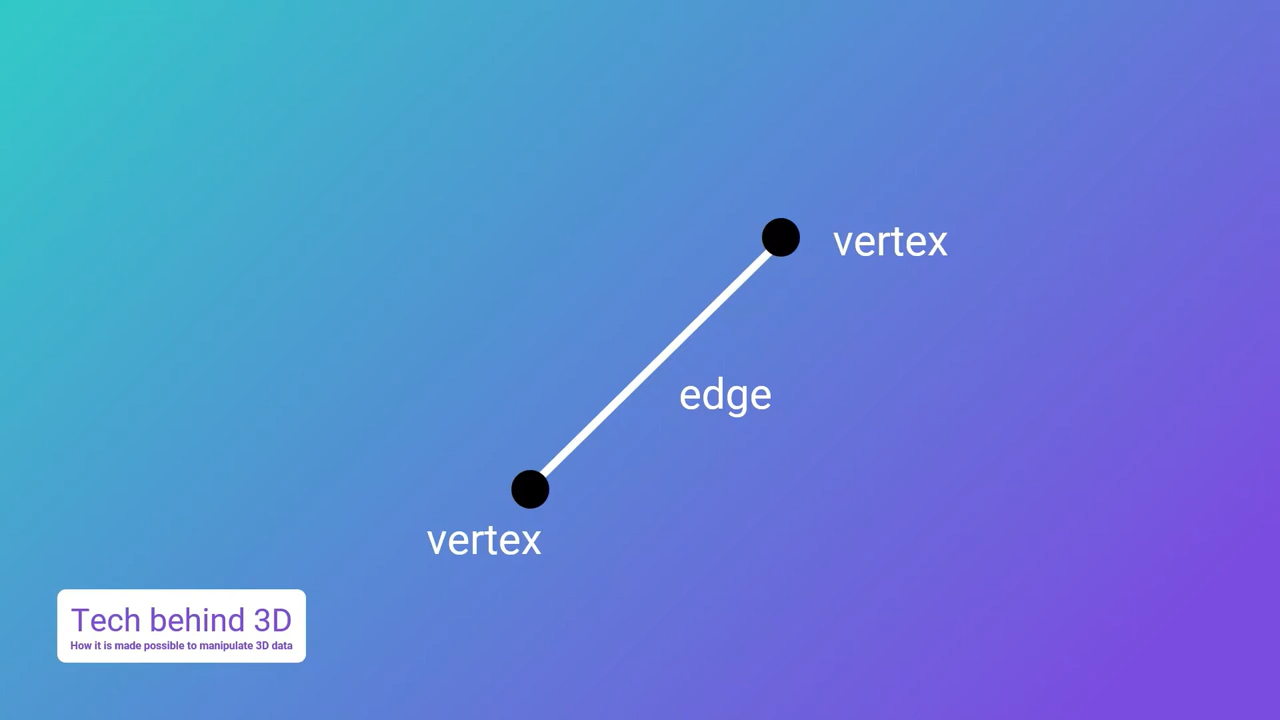 vertex
edge
vertex
Tech behind 3D
How it is made possible to manipulate 3D data